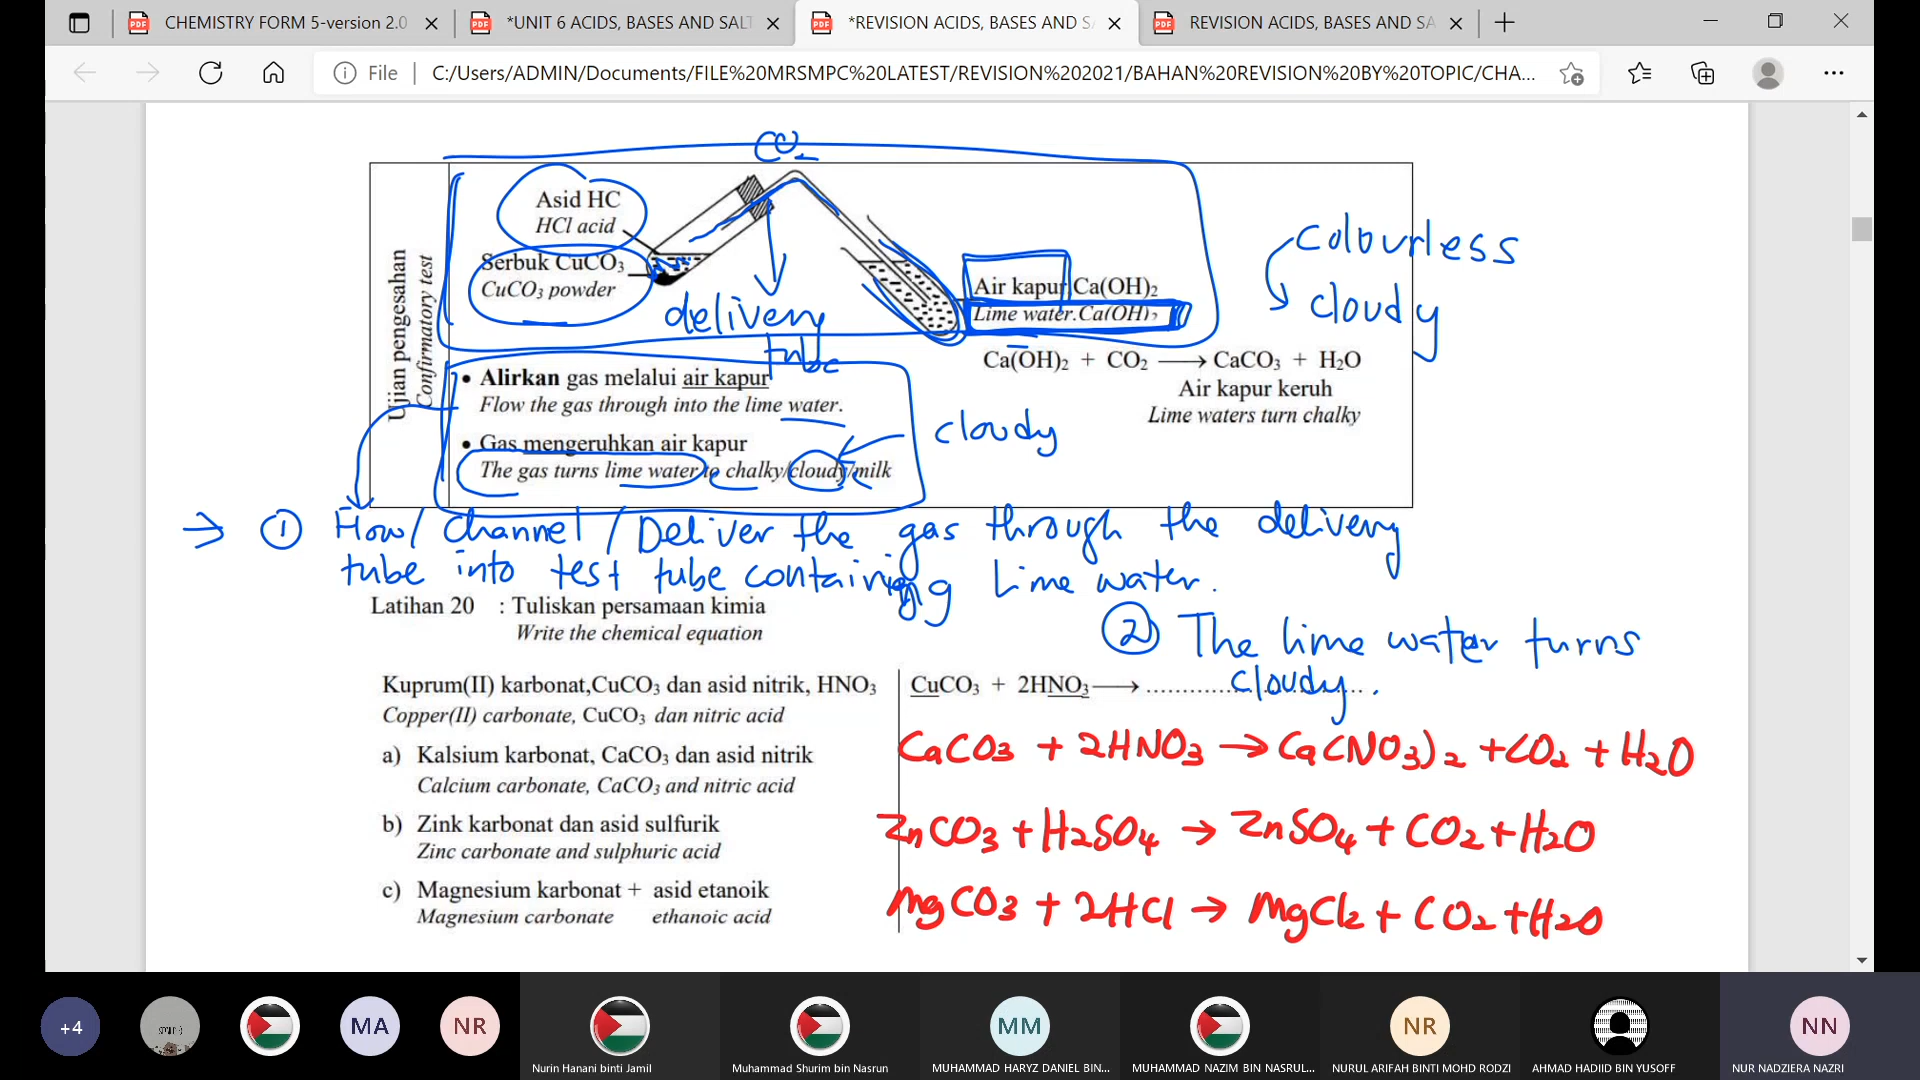 CHEMISTRY FORM 5-version 2.0
*UNIT 6 ACIDS, BASES AND SALT
*REVISION ACIDS, BASES AND SA
REVISION ACIDS, BASES AND SA
File
C:/Users/ADMIN/Documents/FILE%20MRSMPC%20LATEST/REVISION%202021/BAHAN%20REVISION%20BY%20TOPIC/CHA...
CO₂
Ujian pengesahan
Confirmatory test
Asid HC
HCl acid
Serbuk CuCO₃
CuCO₃ powder
delivery
tube
Air kapur Ca(OH)₂
Lime water.Ca(OH)₂
colourless
cloudy
Ca(OH)₂ + CO₂ ⟶ CaCO₃ + H₂O
Air kapur keruh
Lime waters turn chalky
• Alirkan gas melalui air kapur
Flow the gas through into the lime water.
• Gas mengeruhkan air kapur
The gas turns lime water to chalky/cloudy/milk
cloudy
→ ① Flow/ channel / Deliver the gas through the delivery
tube into test tube containing lime water.
Latihan 20 : Tuliskan persamaan kimia
Write the chemical equation
② The lime water turns
cloudy.
Kuprum(II) karbonat,CuCO₃ dan asid nitrik, HNO₃
Copper(II) carbonate, CuCO₃ dan nitric acid
CuCO₃ + 2HNO₃ ⟶ ..............................
a) Kalsium karbonat, CaCO₃ dan asid nitrik
Calcium carbonate, CaCO₃ and nitric acid
CaCO3 + 2HNO3 → Ca(NO3)2 + CO2 + H2O
b) Zink karbonat dan asid sulfurik
Zinc carbonate and sulphuric acid
ZnCO3 + H2SO4 → ZnSO4 + CO2 + H2O
c) Magnesium karbonat + asid etanoik
Magnesium carbonate ethanoic acid
MgCO3 + 2HCl → MgCl2 + CO2 + H2O
+4
MA
NR
MM
NR
NN
Nurin Hanani binti Jamil
Muhammad Shurim bin Nasrun
MUHAMMAD HARYZ DANIEL BIN...
MUHAMMAD NAZIM BIN NASRUL...
NURUL ARIFAH BINTI MOHD RODZI
AHMAD HADIID BIN YUSOFF
NUR NADZIERA NAZRI